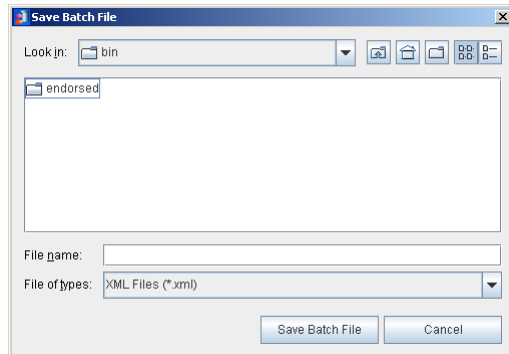 Save Batch File
Look in: bin
endorsed
File name:
File of types: XML Files (*.xml)
Save Batch File Cancel